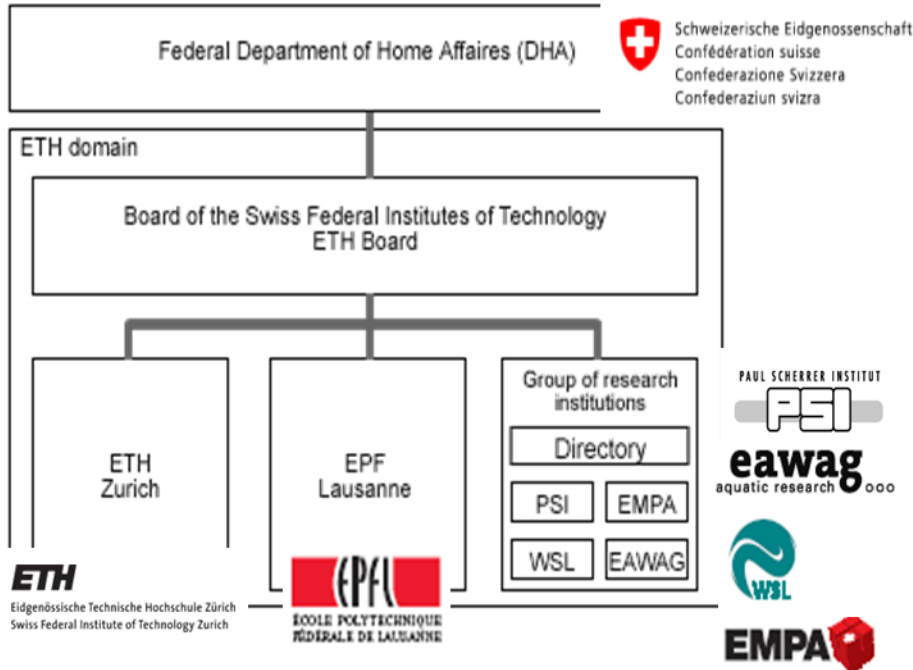 Federal Department of Home Affaires (DHA)
Schweizerische Eidgenossenschaft
Confédération suisse
Confederazione Svizzera
Confederaziun svizra
ETH domain
Board of the Swiss Federal Institutes of Technology
ETH Board
ETH
Zurich
EPF
Lausanne
Group of research
institutions
Directory
PSI
EMPA
WSL
EAWAG
PAUL SCHERRER INSTITUT
PSI
eawag
aquatic research
WSL
EMPA
ETH
Eidgenössische Technische Hochschule Zürich
Swiss Federal Institute of Technology Zurich
EPFL
ÉCOLE POLYTECHNIQUE
FÉDÉRALE DE LAUSANNE